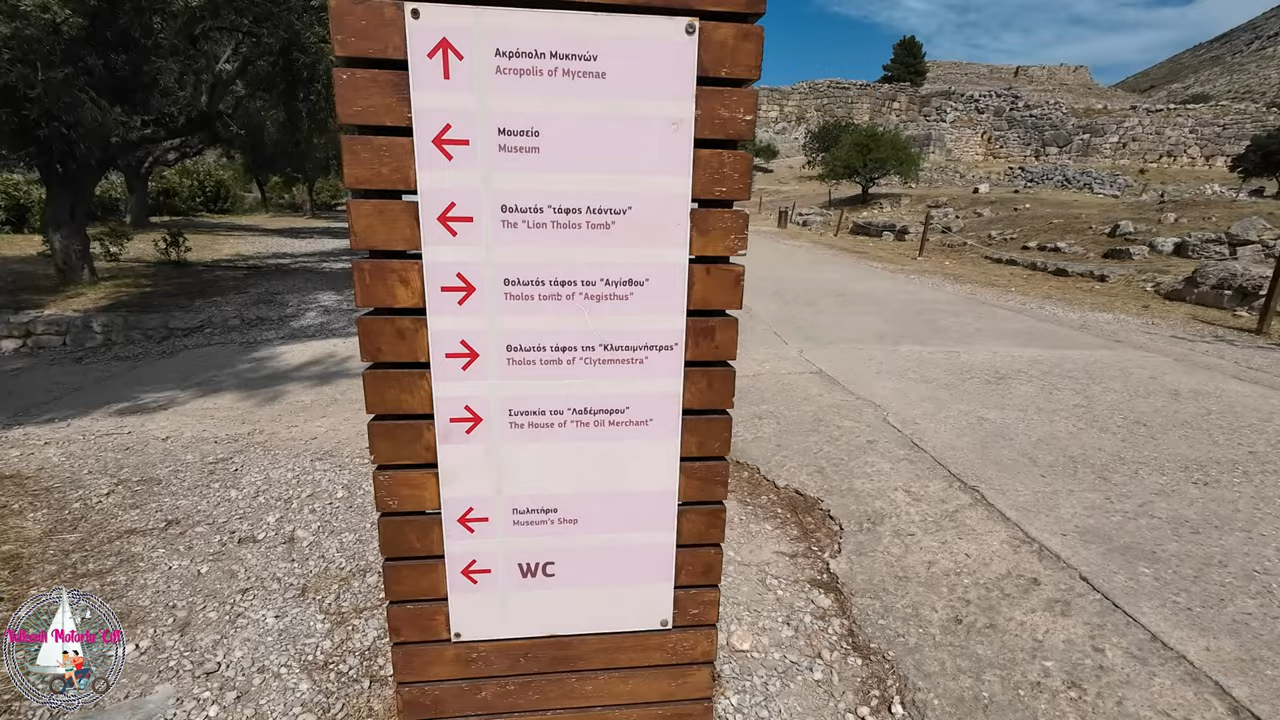 Ακρόπολη Μυκηνών
Acropolis of Mycenae
Μουσείο
Museum
Θολωτός "τάφος Λεόντων"
The "Lion Tholos Tomb"
Θολωτός τάφος του "Αιγίσθου"
Tholos tomb of "Aegisthus"
Θολωτός τάφος της "Κλυταιμνήστρας"
Tholos tomb of "Clytemnestra"
Συνοικία του "Λαδέμπορου"
The House of "The Oil Merchant"
Πωλητήριο
Museum's Shop
WC